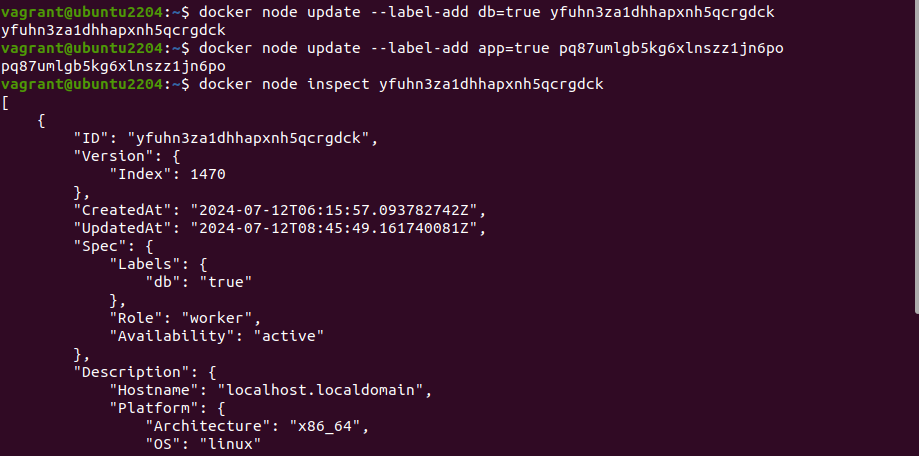 vagrant@ubuntu2204:~$ docker node update --label-add db=true yfuhn3za1dhhapxnh5qcrgdck
yfuhn3za1dhhapxnh5qcrgdck
vagrant@ubuntu2204:~$ docker node update --label-add app=true pq87umlgb5kg6xlnszz1jn6po
pq87umlgb5kg6xlnszz1jn6po
vagrant@ubuntu2204:~$ docker node inspect yfuhn3za1dhhapxnh5qcrgdck
[
    {
        "ID": "yfuhn3za1dhhapxnh5qcrgdck",
        "Version": {
            "Index": 1470
        },
        "CreatedAt": "2024-07-12T06:15:57.093782742Z",
        "UpdatedAt": "2024-07-12T08:45:49.161740081Z",
        "Spec": {
            "Labels": {
                "db": "true"
            },
            "Role": "worker",
            "Availability": "active"
        },
        "Description": {
            "Hostname": "localhost.localdomain",
            "Platform": {
                "Architecture": "x86_64",
                "OS": "linux"